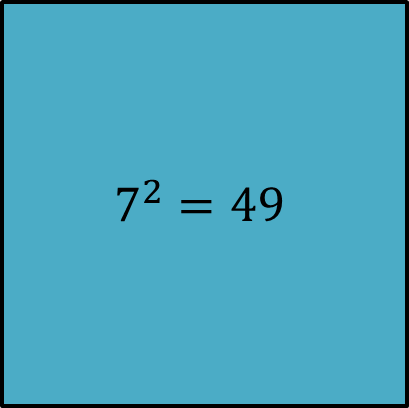 7² = 49